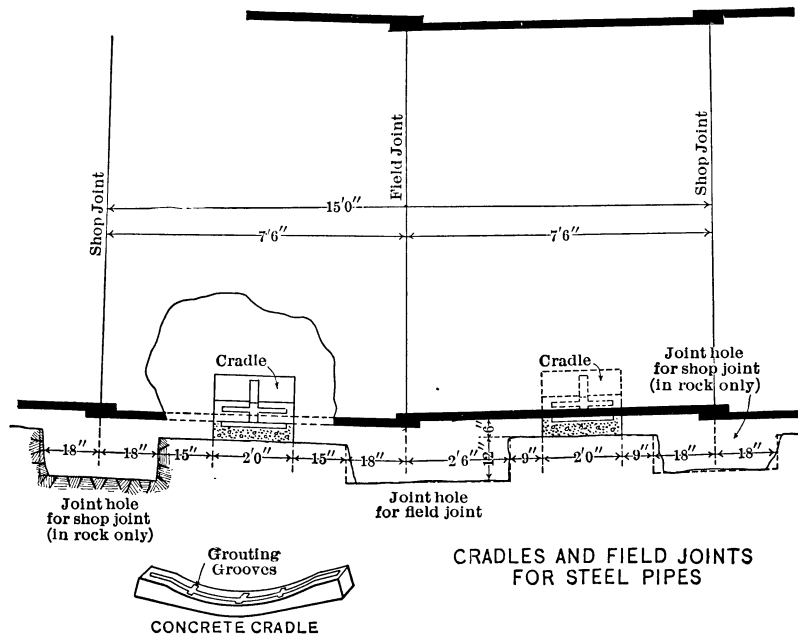 Shop Joint
Field Joint
Shop Joint
15'0"
7'6"
7'6"
Cradle
Cradle
Joint hole
for shop joint
(in rock only)
18"
18"
15"
2'0"
15"
18"
2'6"
12"
6"
9"
2'0"
9"
18"
18"
Joint hole
for shop joint
(in rock only)
Joint hole
for field joint
Grouting
Grooves
CONCRETE CRADLE
CRADLES AND FIELD JOINTS
FOR STEEL PIPES